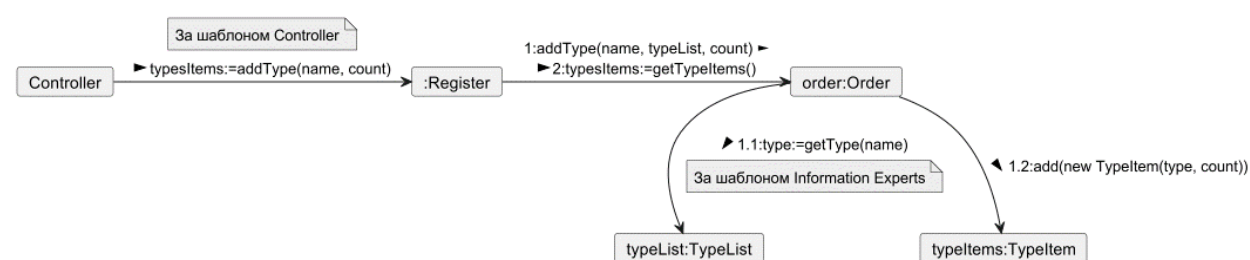 За шаблоном Controller
1:addType(name, typeList, count) ►
Controller
► typesItems:=addType(name, count)
:Register
► 2:typesItems:=getTypeItems()
order:Order
◢ 1.1:type:=getType(name)
За шаблоном Information Experts
◣ 1.2:add(new TypeItem(type, count))
typeList:TypeList
typeItems:TypeItem